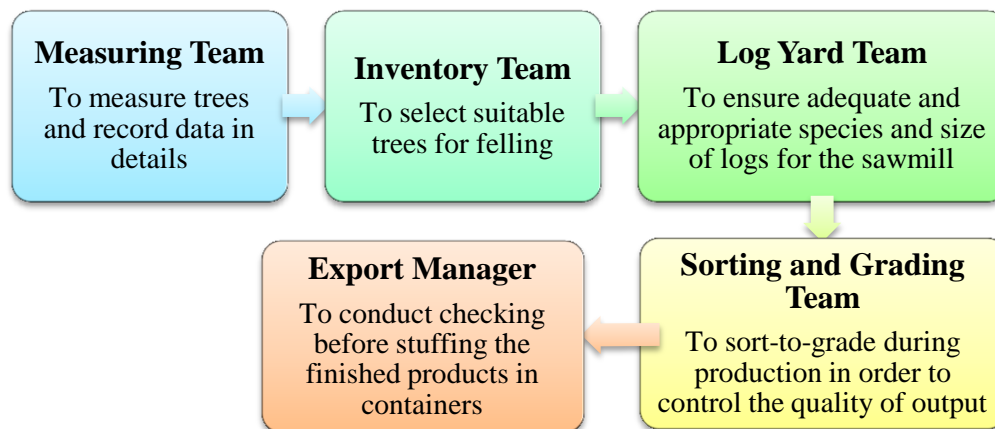 Measuring Team
To measure trees
and record data in
details
Inventory Team
To select suitable
trees for felling
Log Yard Team
To ensure adequate and
appropriate species and size
of logs for the sawmill
Sorting and Grading
Team
To sort-to-grade during
production in order to
control the quality of output
Export Manager
To conduct checking
before stuffing the
finished products in
containers